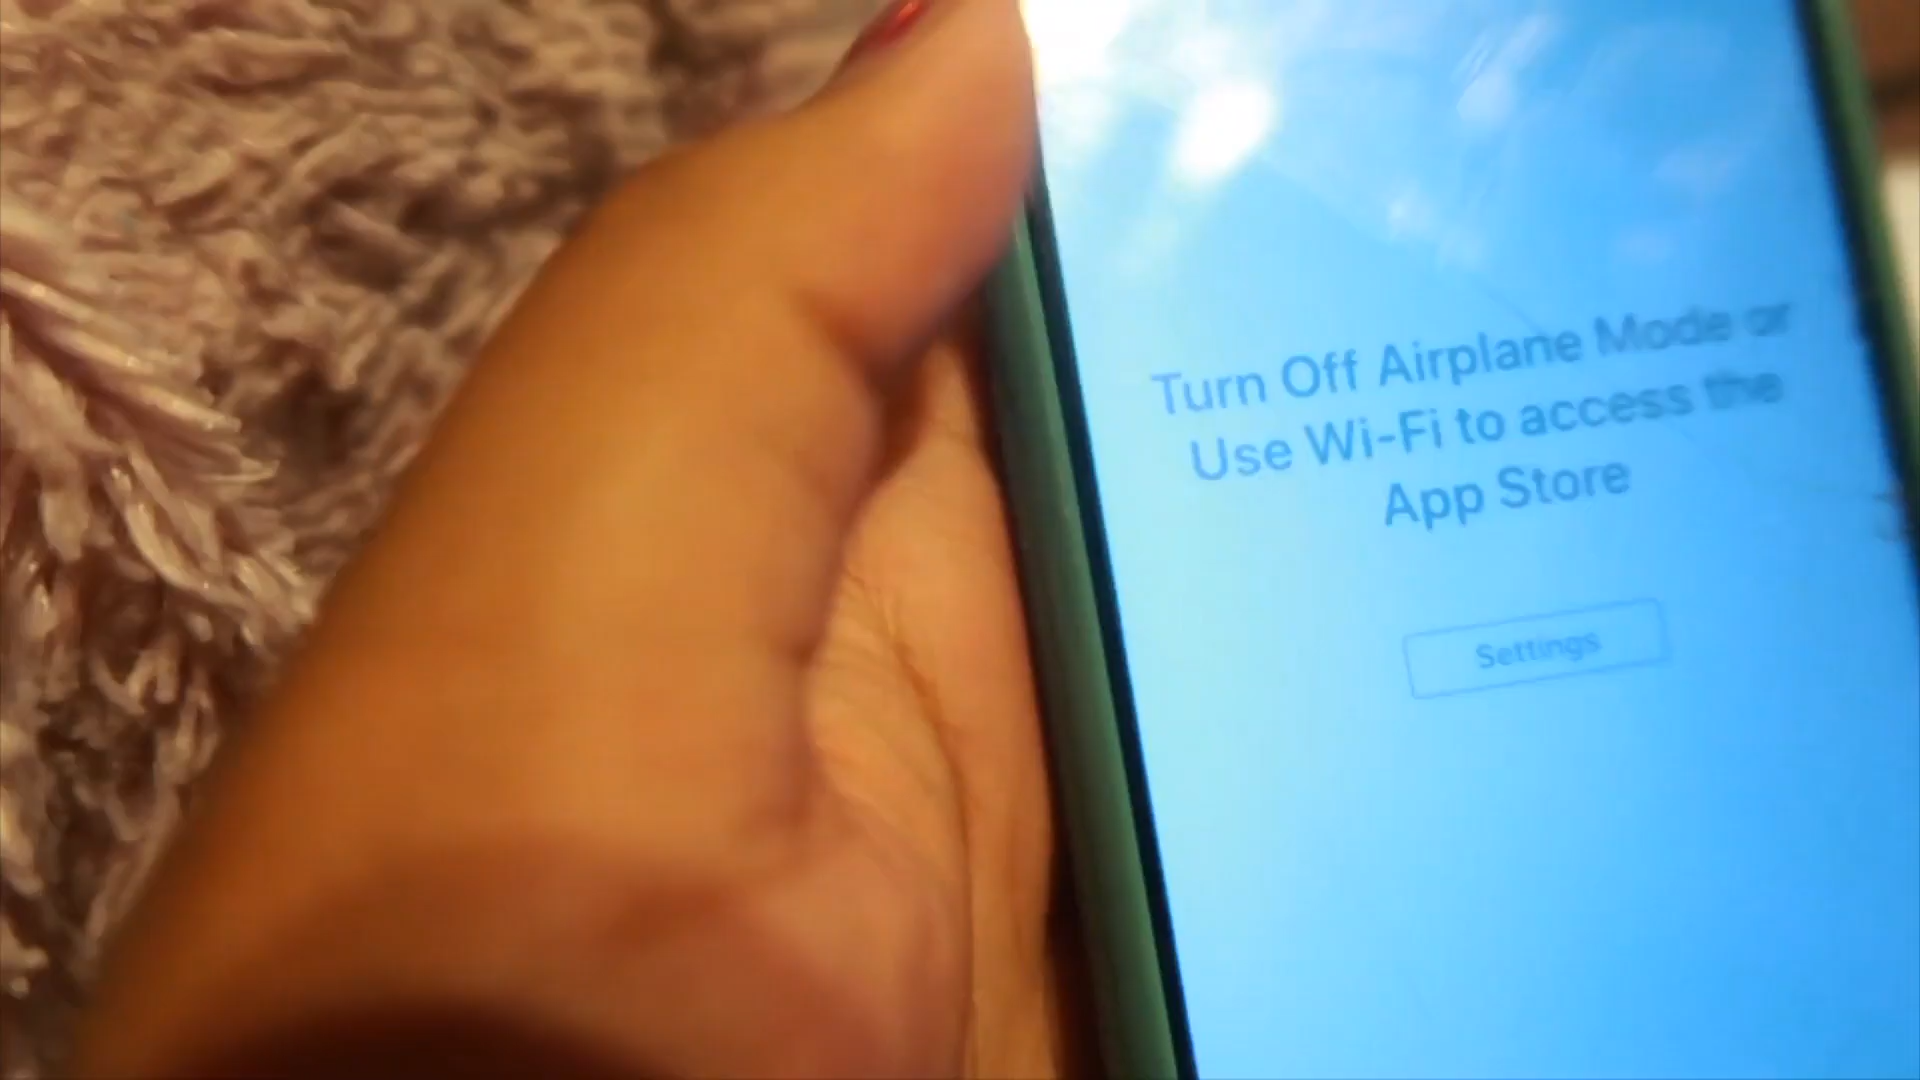 Turn Off Airplane Mode or
Use Wi-Fi to access the
App Store
Settings